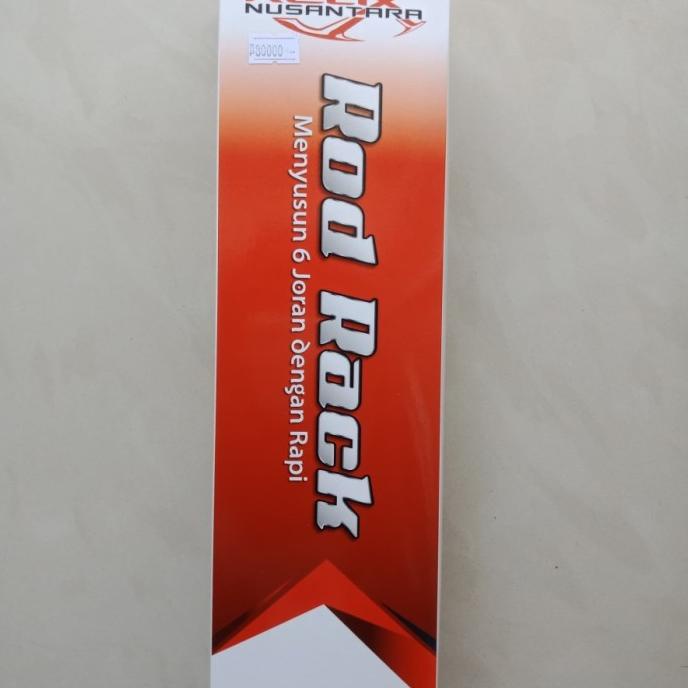 NUSANTARA
Rod Rack
Menyusun 6 Joran dengan Rapi